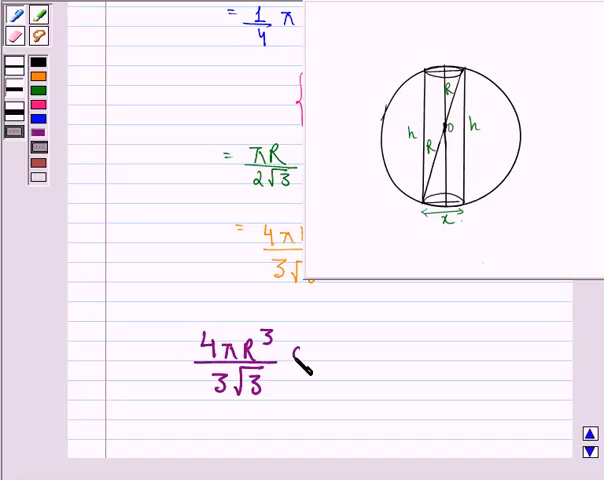 = 1/4 π
= πR/2√3
= 4π
3√
4πR³/3√3
R
h O h
R
x